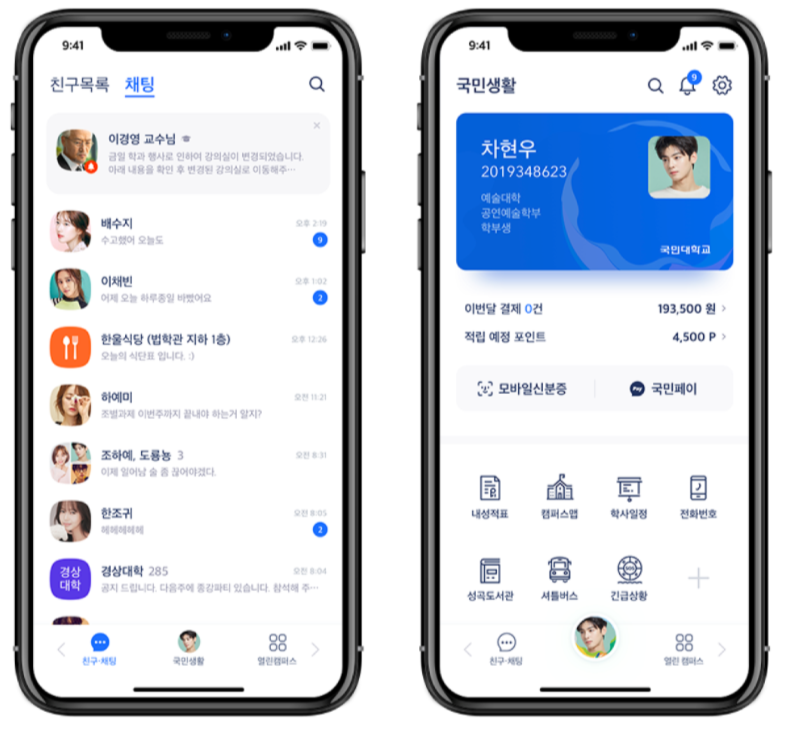 9:41
친구목록 채팅
이경영 교수님
금일 학과 행사로 인하여 강의실이 변경되었습니다.
아래 내용을 확인 후 변경된 강의실로 이동해주…
배수지 오후 2:19
수고했어 오늘도 9
이채빈 오후 1:02
어제 오늘 하루종일 바빴어요 2
한울식당 (법학관 지하 1층) 오후 12:26
오늘의 식단표 입니다. :)
하예미 오전 11:21
조별과제 이번주까지 끝내야 하는거 알지?
조하예, 도룡뇽 3 오전 8:31
이제 일어남 술 좀 끊어야겠다.
한조귀 오전 8:05
헤헤헤헤헤 2
경상
대학
경상대학 285 오전 8:04
공지 드립니다. 다음주에 종강파티 있습니다. 참석해 주…
친구·채팅 국민생활 열린캠퍼스
9:41
국민생활 9
차현우
2019348623
예술대학
공연예술학부
학부생
국민대학교
이번달 결제 0건 193,500 원
적립 예정 포인트 4,500 P
모바일신분증 Pay 국민페이
내성적표 캠퍼스맵 학사일정 전화번호
성곡도서관 셔틀버스 긴급상황
친구·채팅 열린 캠퍼스